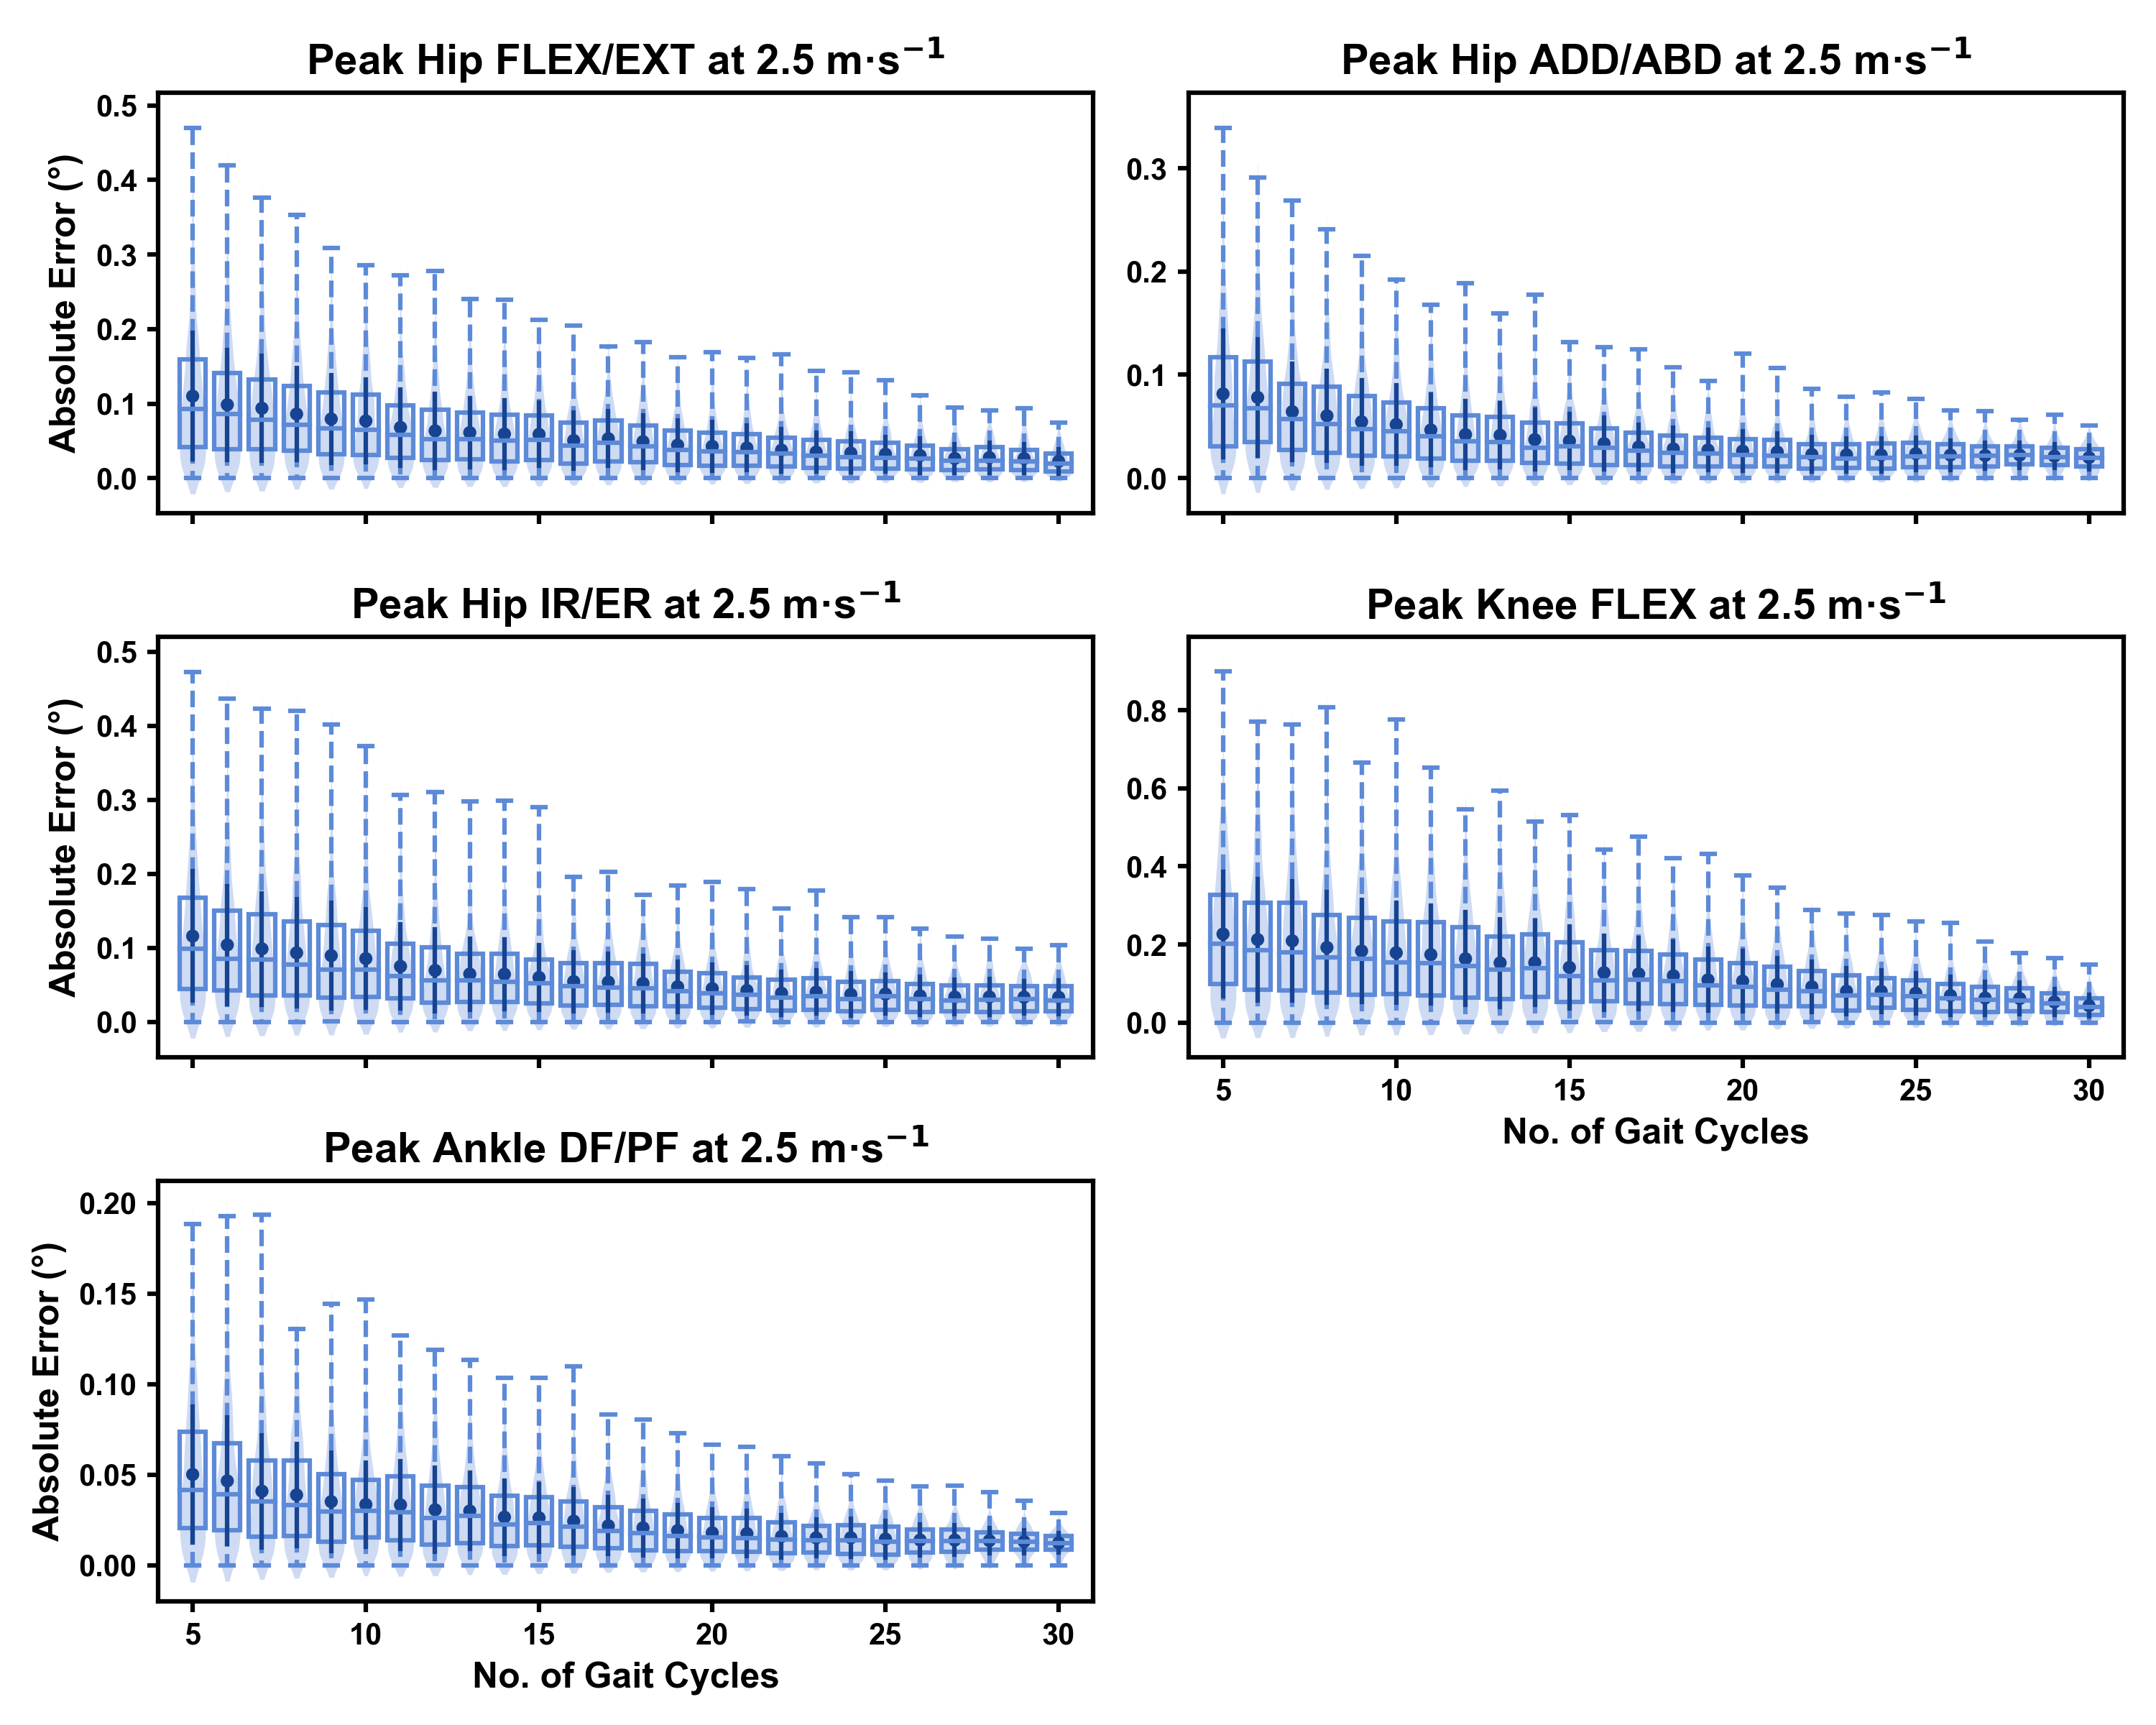 Peak Hip FLEX/EXT at 2.5 m·s⁻¹
Absolute Error (°)
0.5
0.4
0.3
0.2
0.1
0.0
Peak Hip ADD/ABD at 2.5 m·s⁻¹
0.3
0.2
0.1
0.0
Peak Hip IR/ER at 2.5 m·s⁻¹
Absolute Error (°)
0.5
0.4
0.3
0.2
0.1
0.0
Peak Knee FLEX at 2.5 m·s⁻¹
0.8
0.6
0.4
0.2
0.0
5 10 15 20 25 30
No. of Gait Cycles
Peak Ankle DF/PF at 2.5 m·s⁻¹
Absolute Error (°)
0.20
0.15
0.10
0.05
0.00
5 10 15 20 25 30
No. of Gait Cycles